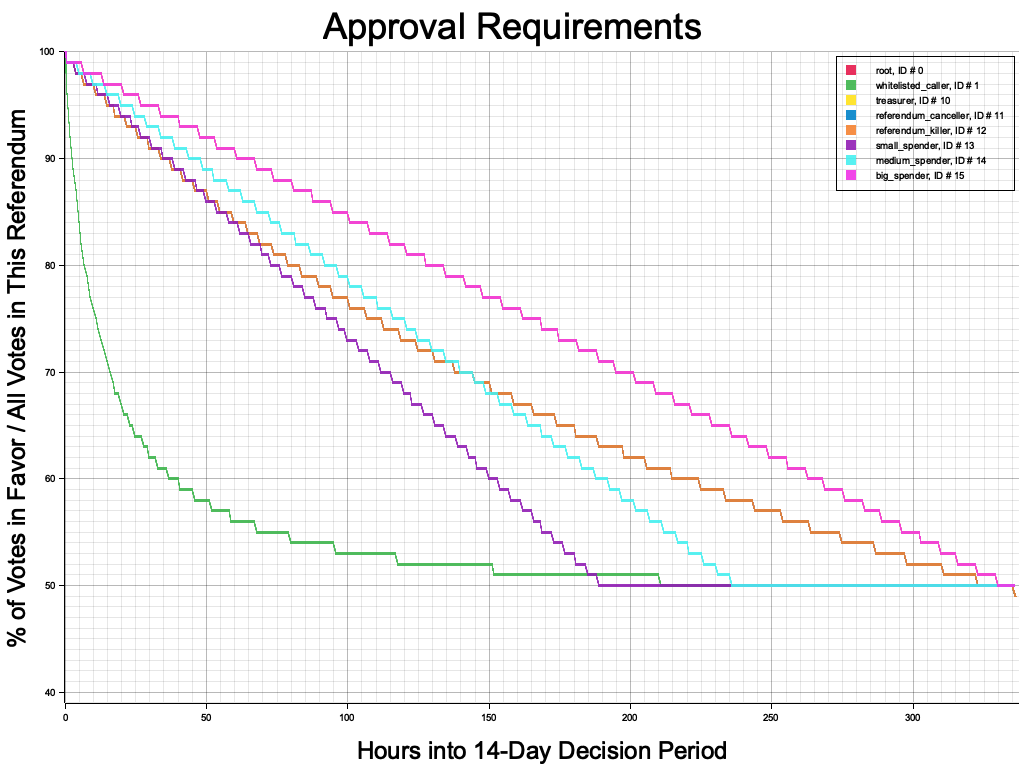 Approval Requirements
% of Votes in Favor / All Votes in This Referendum
100
90
80
70
60
50
40
root, ID # 0
whitelisted_caller, ID # 1
treasurer, ID # 10
referendum_canceller, ID # 11
referendum_killer, ID # 12
small_spender, ID # 13
medium_spender, ID # 14
big_spender, ID # 15
0 50 100 150 200 250 300
Hours into 14-Day Decision Period